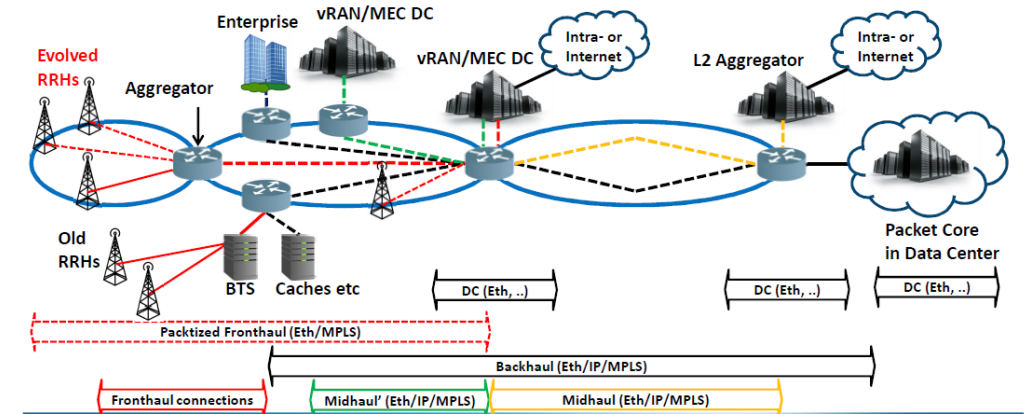 Enterprise
vRAN/MEC DC
Intra- or
Internet
Intra- or
Internet
Evolved
RRHs
Aggregator
vRAN/MEC DC
L2 Aggregator
Old
RRHs
BTS
Caches etc
Packet Core
in Data Center
DC (Eth, ..)
DC (Eth, ..)
DC (Eth, ..)
Packtized Fronthaul (Eth/MPLS)
Backhaul (Eth/IP/MPLS)
Fronthaul connections
Midhaul’ (Eth/IP/MPLS)
Midhaul (Eth/IP/MPLS)